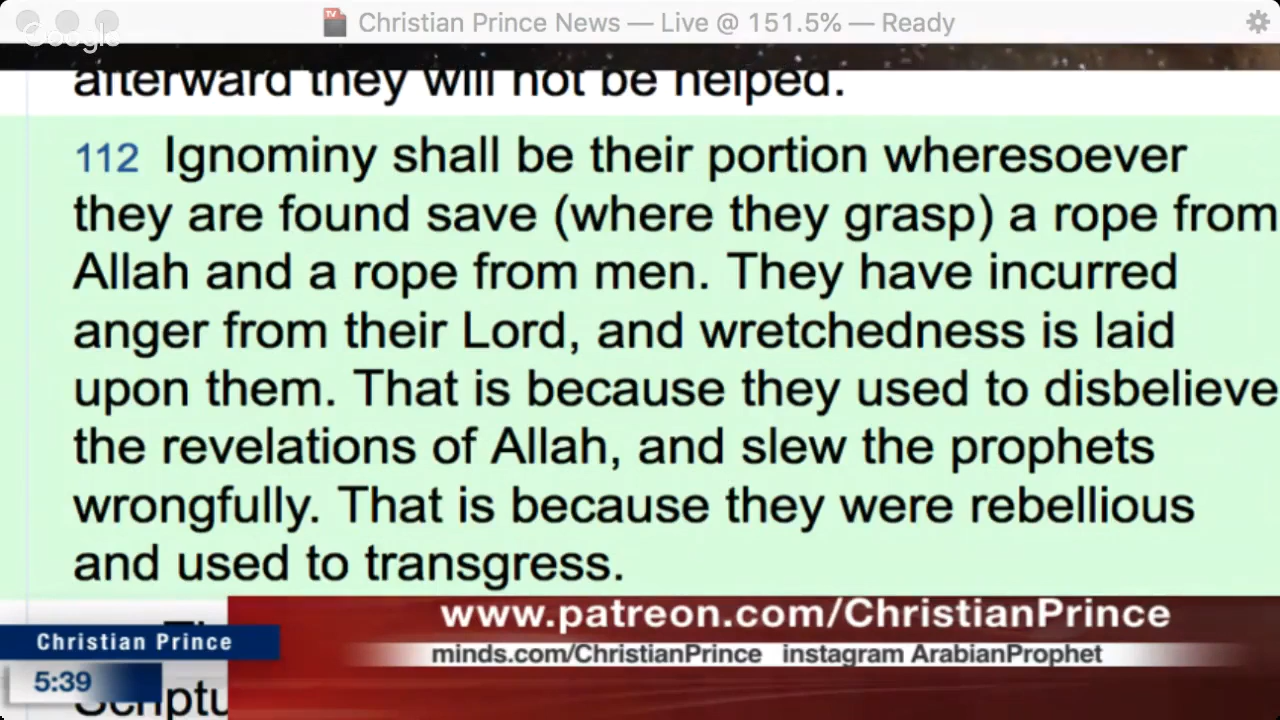 Christian Prince News — Live @ 151.5% — Ready
TV
Google
afterward they will not be helped.
112 Ignominy shall be their portion wheresoever
they are found save (where they grasp) a rope from
Allah and a rope from men. They have incurred
anger from their Lord, and wretchedness is laid
upon them. That is because they used to disbelieve
the revelations of Allah, and slew the prophets
wrongfully. That is because they were rebellious
and used to transgress.
www.patreon.com/ChristianPrince
Christian Prince
minds.com/ChristianPrince instagram ArabianProphet
5:39